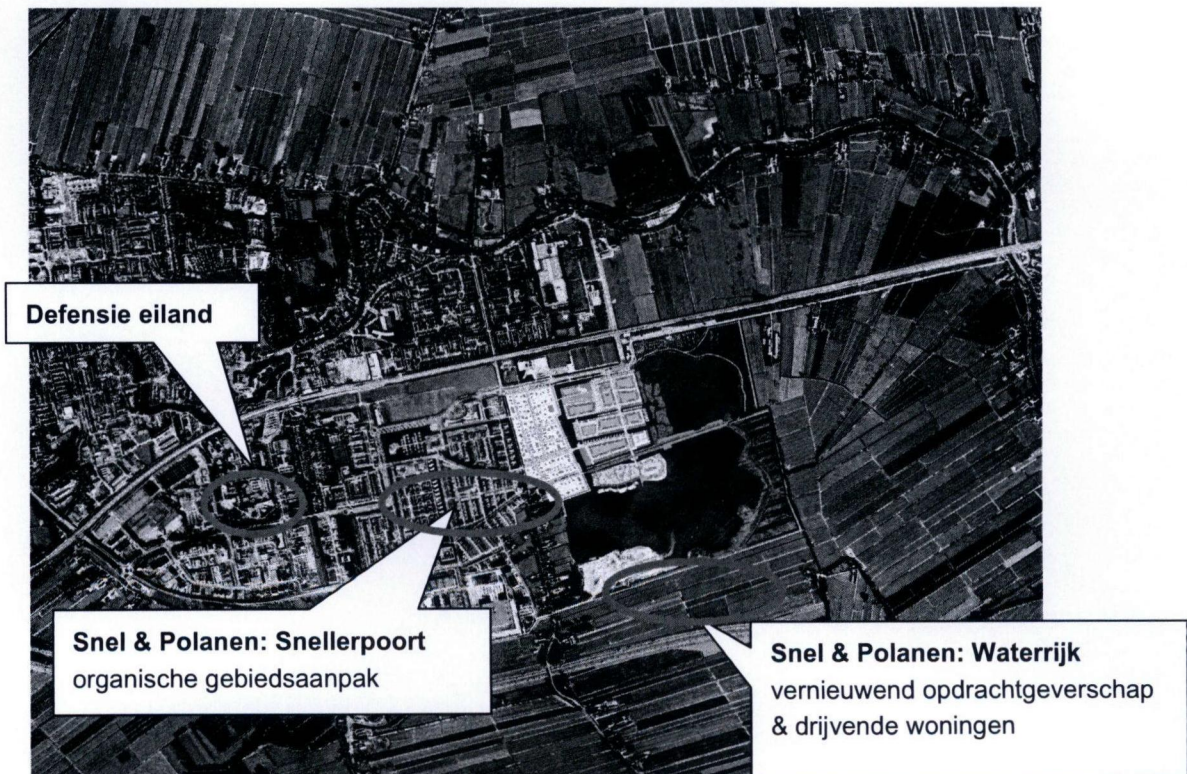 Defensie eiland
Snel & Polanen: Snellerpoort
organische gebiedsaanpak
Snel & Polanen: Waterrijk
vernieuwend opdrachtgeverschap
& drijvende woningen